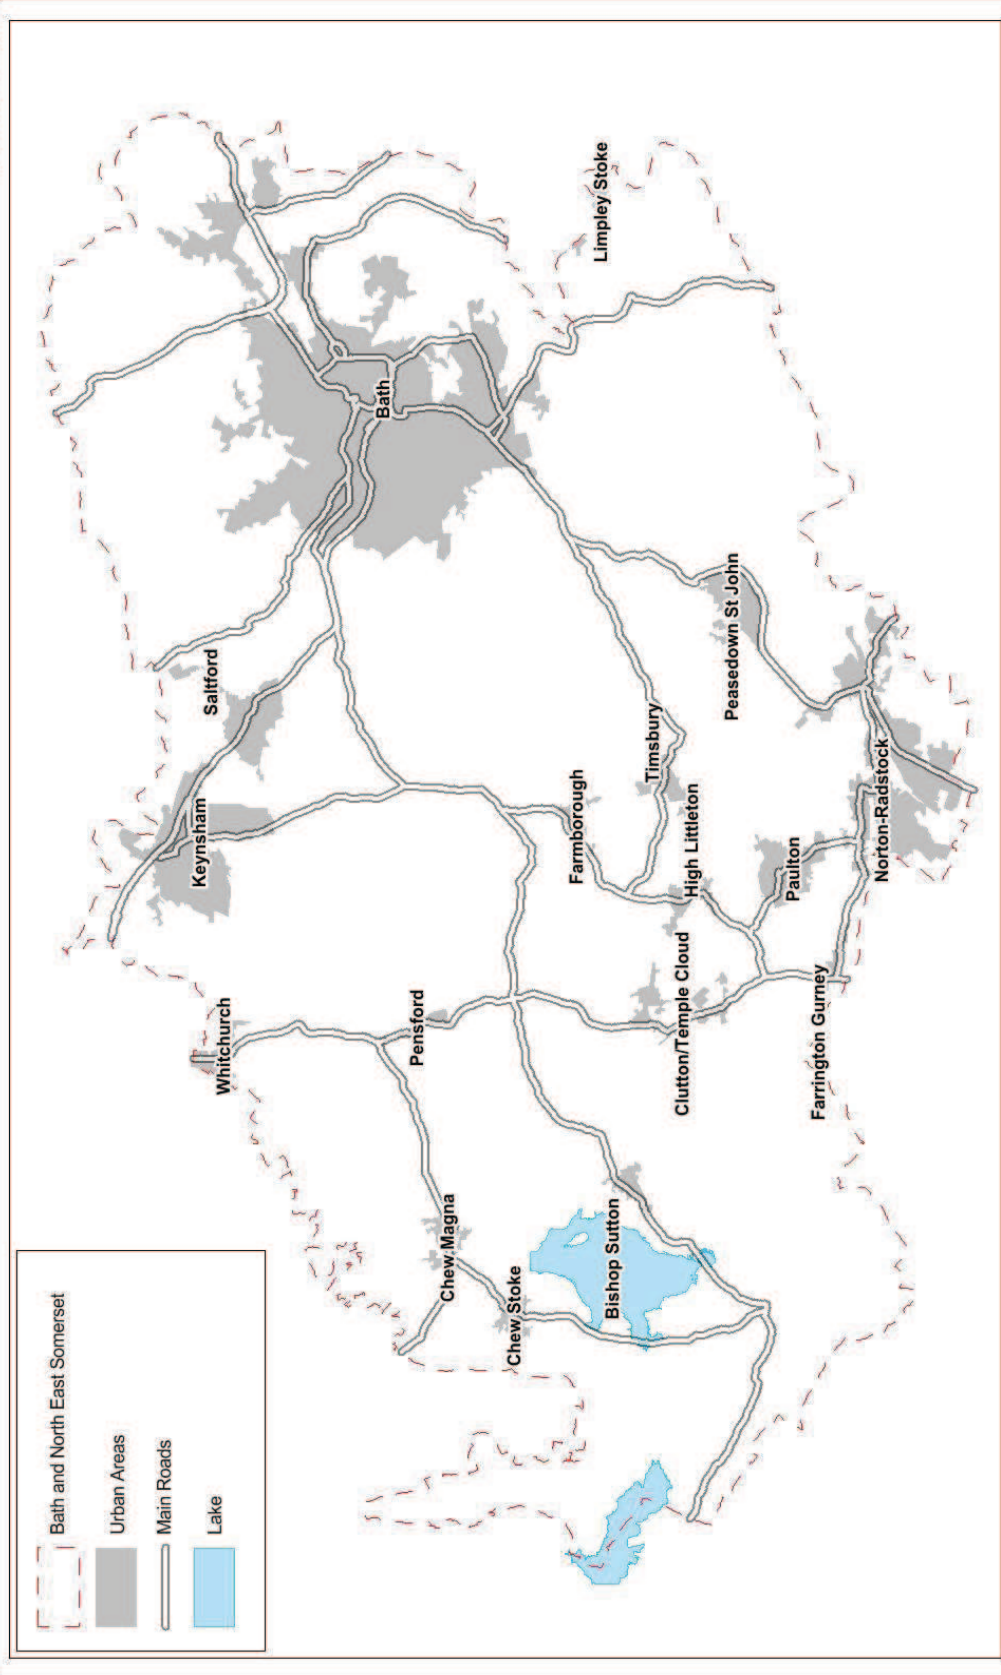 Bath and North East Somerset
Urban Areas
Main Roads
Lake
Keynsham
Saltford
Whitchurch
Bath
Limpley Stoke
Pensford
Chew Magna
Chew Stoke
Farmborough
Bishop Sutton
Timsbury
High Littleton
Clutton/Temple Cloud
Peasedown St John
Paulton
Farrington Gurney
Norton-Radstock